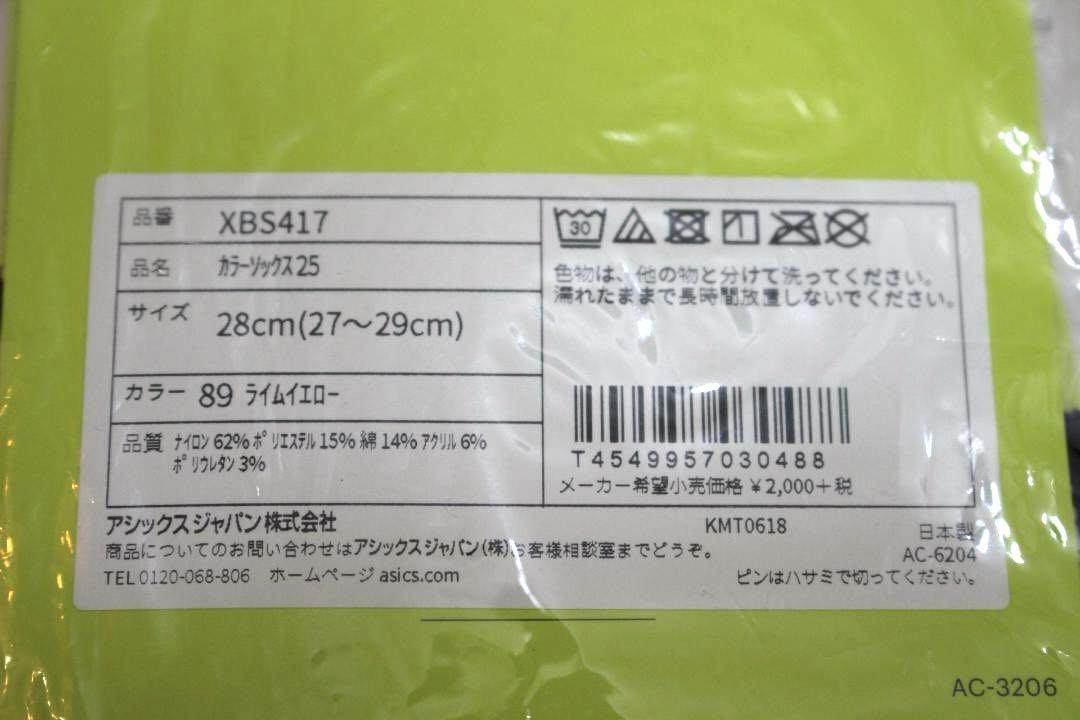 品番 XBS417
品名 カラーソックス25
サイズ 28cm(27～29cm)
カラー 89 ライムイエロー
品質 ナイロン 62% ポリエステル 15% 綿 14% アクリル 6%
ポリウレタン 3%
30
色物は、他の物と分けて洗ってください。
濡れたままで長時間放置しないでください。
T4549957030488
メーカー希望小売価格 ¥2,000+税
アシックスジャパン株式会社
KMT0618
日本製
商品についてのお問い合わせはアシックスジャパン(株)お客様相談室までどうぞ。
AC-6204
TEL 0120-068-806 ホームページ asics.com
ピンはハサミで切ってください。
AC-3206